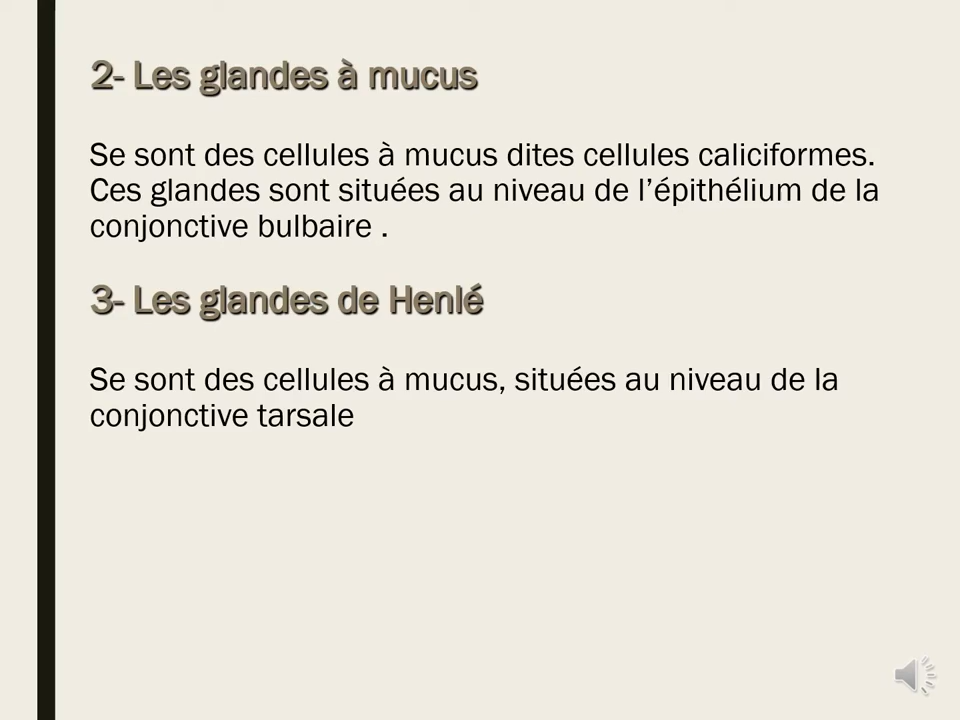 2- Les glandes à mucus
Se sont des cellules à mucus dites cellules caliciformes.
Ces glandes sont situées au niveau de l’épithélium de la
conjonctive bulbaire .
3- Les glandes de Henlé
Se sont des cellules à mucus, situées au niveau de la
conjonctive tarsale